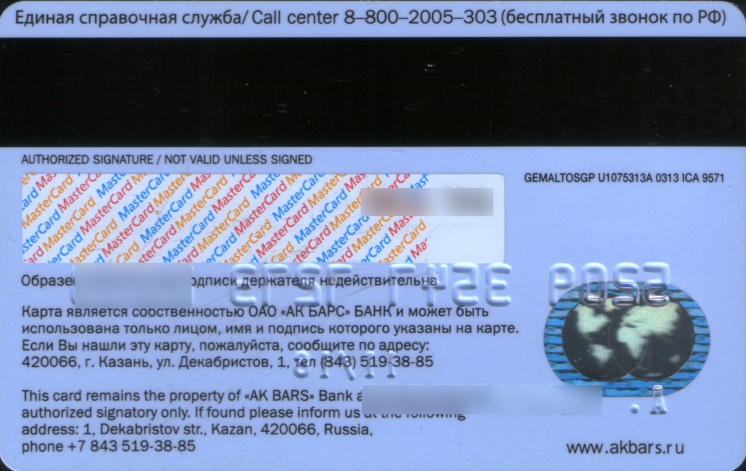 Единая справочная служба/ Call center 8–800–2005–303 (бесплатный звонок по РФ)
AUTHORIZED SIGNATURE / NOT VALID UNLESS SIGNED
GEMALTOSGP U1075313A 0313 ICA 9571
MasterCard MasterCard MasterCard MasterCard
держателя недействительна
Карта является собственностью ОАО «АК БАРС» БАНК и может быть
использована только лицом, имя и подпись которого указаны на карте.
Если Вы нашли эту карту, пожалуйста, сообщите по адресу:
420066, г. Казань, ул. Декабристов, 1, тел (843) 519-38-85
This card remains the property of «AK BARS» Bank
authorized signatory only. If found please inform us at the following
address: 1, Dekabristov str., Kazan, 420066, Russia,
phone +7 843 519-38-85
www.akbars.ru